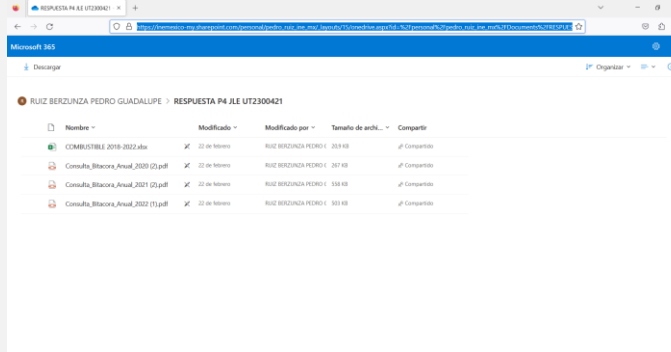 RESPUESTA P4 JLE UT2300421
https://inemexico-my.sharepoint.com/personal/pedro_ruiz_ine_mx/_layouts/15/onedrive.aspx?id=%2Fpersonal%2Fpedro_ruiz_ine_mx%2FDocuments%2FRESPUES
Microsoft 365
Descargar Organizar
RUIZ BERZUNZA PEDRO GUADALUPE > RESPUESTA P4 JLE UT2300421
Nombre Modificado Modificado por Tamaño de archi... Compartir
COMBUSTIBLE 2018-2022.xlsx 22 de febrero RUIZ BERZUNZA PEDRO G 20,9 KB Compartido
Consulta_Bitacora_Anual_2020 (2).pdf 22 de febrero RUIZ BERZUNZA PEDRO G 267 KB Compartido
Consulta_Bitacora_Anual_2021 (2).pdf 22 de febrero RUIZ BERZUNZA PEDRO G 558 KB Compartido
Consulta_Bitacora_Anual_2022 (1).pdf 22 de febrero RUIZ BERZUNZA PEDRO G 503 KB Compartido